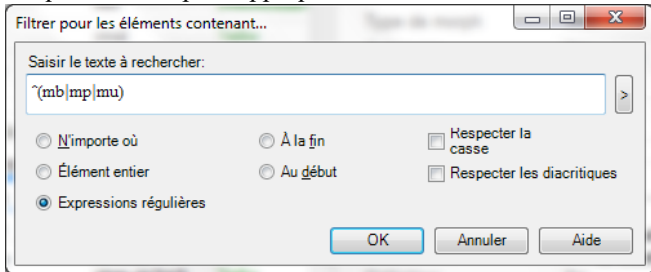 Filtrer pour les éléments contenant...
Saisir le texte à rechercher:
^(mb|mp|mu)
>
N'importe où
À la fin
Respecter la casse
Élément entier
Au début
Respecter les diacritiques
Expressions régulières
OK
Annuler
Aide